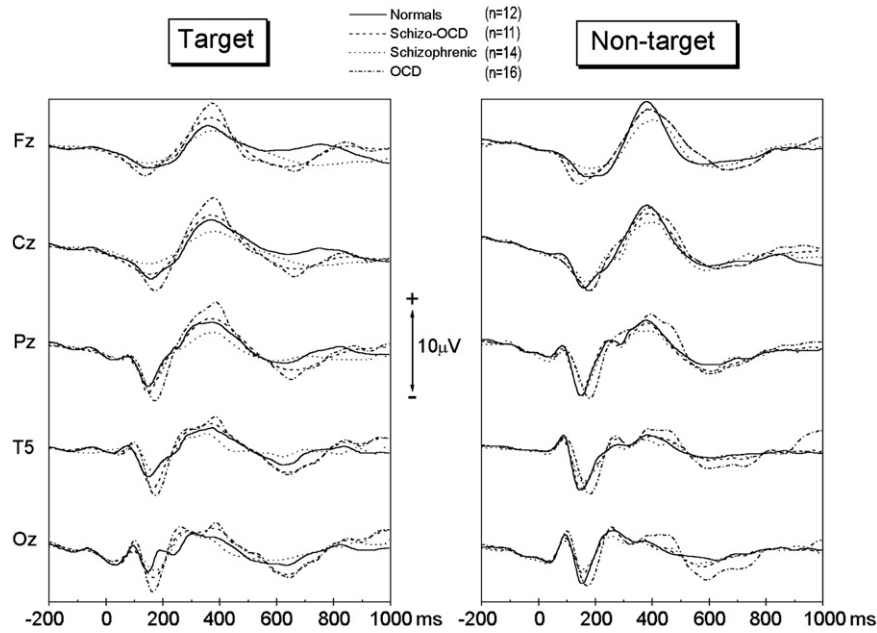 Target
Normals (n=12)
Schizo-OCD (n=11)
Schizophrenic (n=14)
OCD (n=16)
Non-target
Fz
Cz
Pz
T5
Oz
+
10μV
-
-200 0 200 400 600 800 1000 ms
-200 0 200 400 600 800 1000 ms